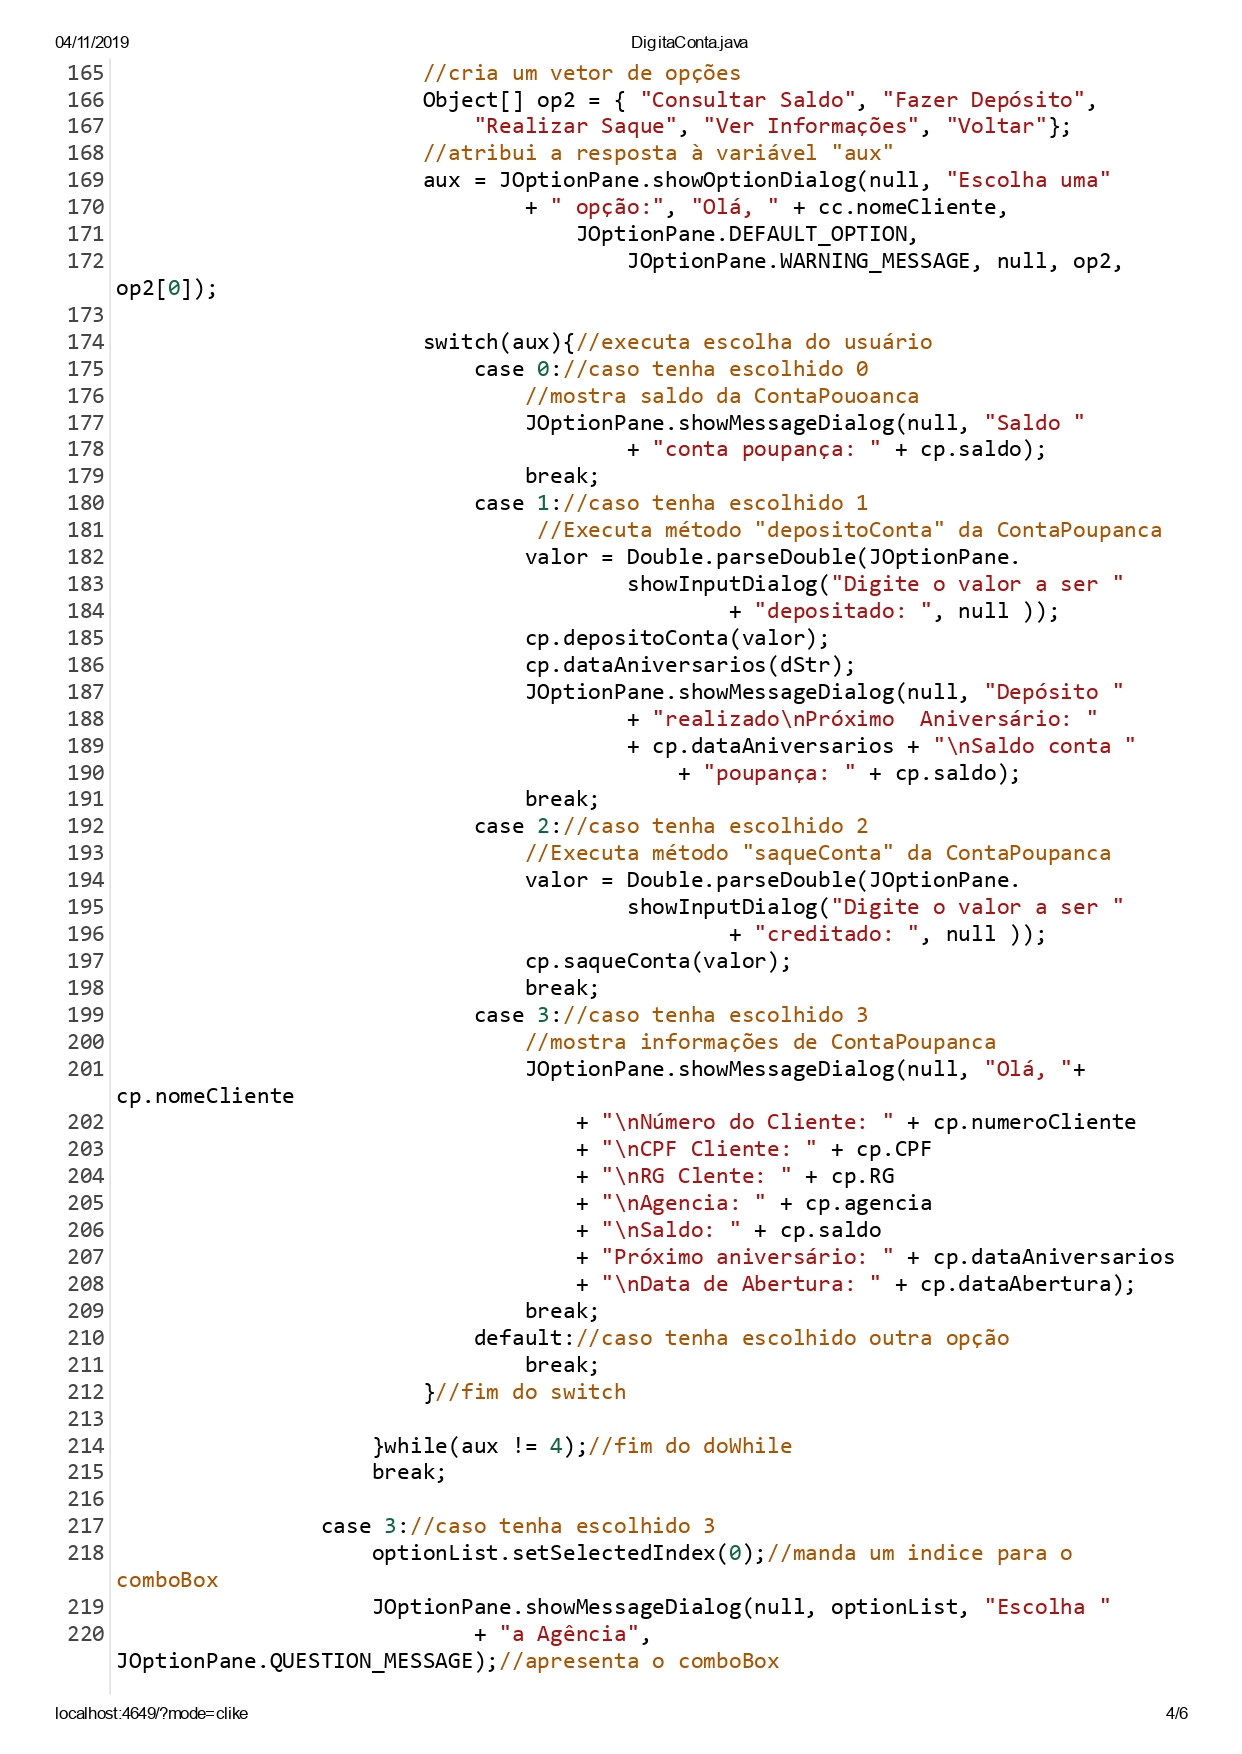 04/11/2019 DigitaConta.java
165 //cria um vetor de opções
166 Object[] op2 = { "Consultar Saldo", "Fazer Depósito",
167 "Realizar Saque", "Ver Informações", "Voltar"};
168 //atribui a resposta à variável "aux"
169 aux = JOptionPane.showOptionDialog(null, "Escolha uma"
170 + " opção:", "Olá, " + cc.nomeCliente,
171 JOptionPane.DEFAULT_OPTION,
172 JOptionPane.WARNING_MESSAGE, null, op2,
op2[0]);
173
174 switch(aux){//executa escolha do usuário
175 case 0://caso tenha escolhido 0
176 //mostra saldo da ContaPouoanca
177 JOptionPane.showMessageDialog(null, "Saldo "
178 + "conta poupança: " + cp.saldo);
179 break;
180 case 1://caso tenha escolhido 1
181 //Executa método "depositoConta" da ContaPoupanca
182 valor = Double.parseDouble(JOptionPane.
183 showInputDialog("Digite o valor a ser "
184 + "depositado: ", null ));
185 cp.depositoConta(valor);
186 cp.dataAniversarios(dStr);
187 JOptionPane.showMessageDialog(null, "Depósito "
188 + "realizado\nPróximo  Aniversário: "
189 + cp.dataAniversarios + "\nSaldo conta "
190 + "poupança: " + cp.saldo);
191 break;
192 case 2://caso tenha escolhido 2
193 //Executa método "saqueConta" da ContaPoupanca
194 valor = Double.parseDouble(JOptionPane.
195 showInputDialog("Digite o valor a ser "
196 + "creditado: ", null ));
197 cp.saqueConta(valor);
198 break;
199 case 3://caso tenha escolhido 3
200 //mostra informações de ContaPoupanca
201 JOptionPane.showMessageDialog(null, "Olá, "+
cp.nomeCliente
202 + "\nNúmero do Cliente: " + cp.numeroCliente
203 + "\nCPF Cliente: " + cp.CPF
204 + "\nRG Clente: " + cp.RG
205 + "\nAgencia: " + cp.agencia
206 + "\nSaldo: " + cp.saldo
207 + "Próximo aniversário: " + cp.dataAniversarios
208 + "\nData de Abertura: " + cp.dataAbertura);
209 break;
210 default://caso tenha escolhido outra opção
211 break;
212 }//fim do switch
213
214 }while(aux != 4);//fim do doWhile
215 break;
216
217 case 3://caso tenha escolhido 3
218 optionList.setSelectedIndex(0);//manda um indice para o
comboBox
219 JOptionPane.showMessageDialog(null, optionList, "Escolha "
220 + "a Agência",
JOptionPane.QUESTION_MESSAGE);//apresenta o comboBox
localhost:4649/?mode=clike 4/6